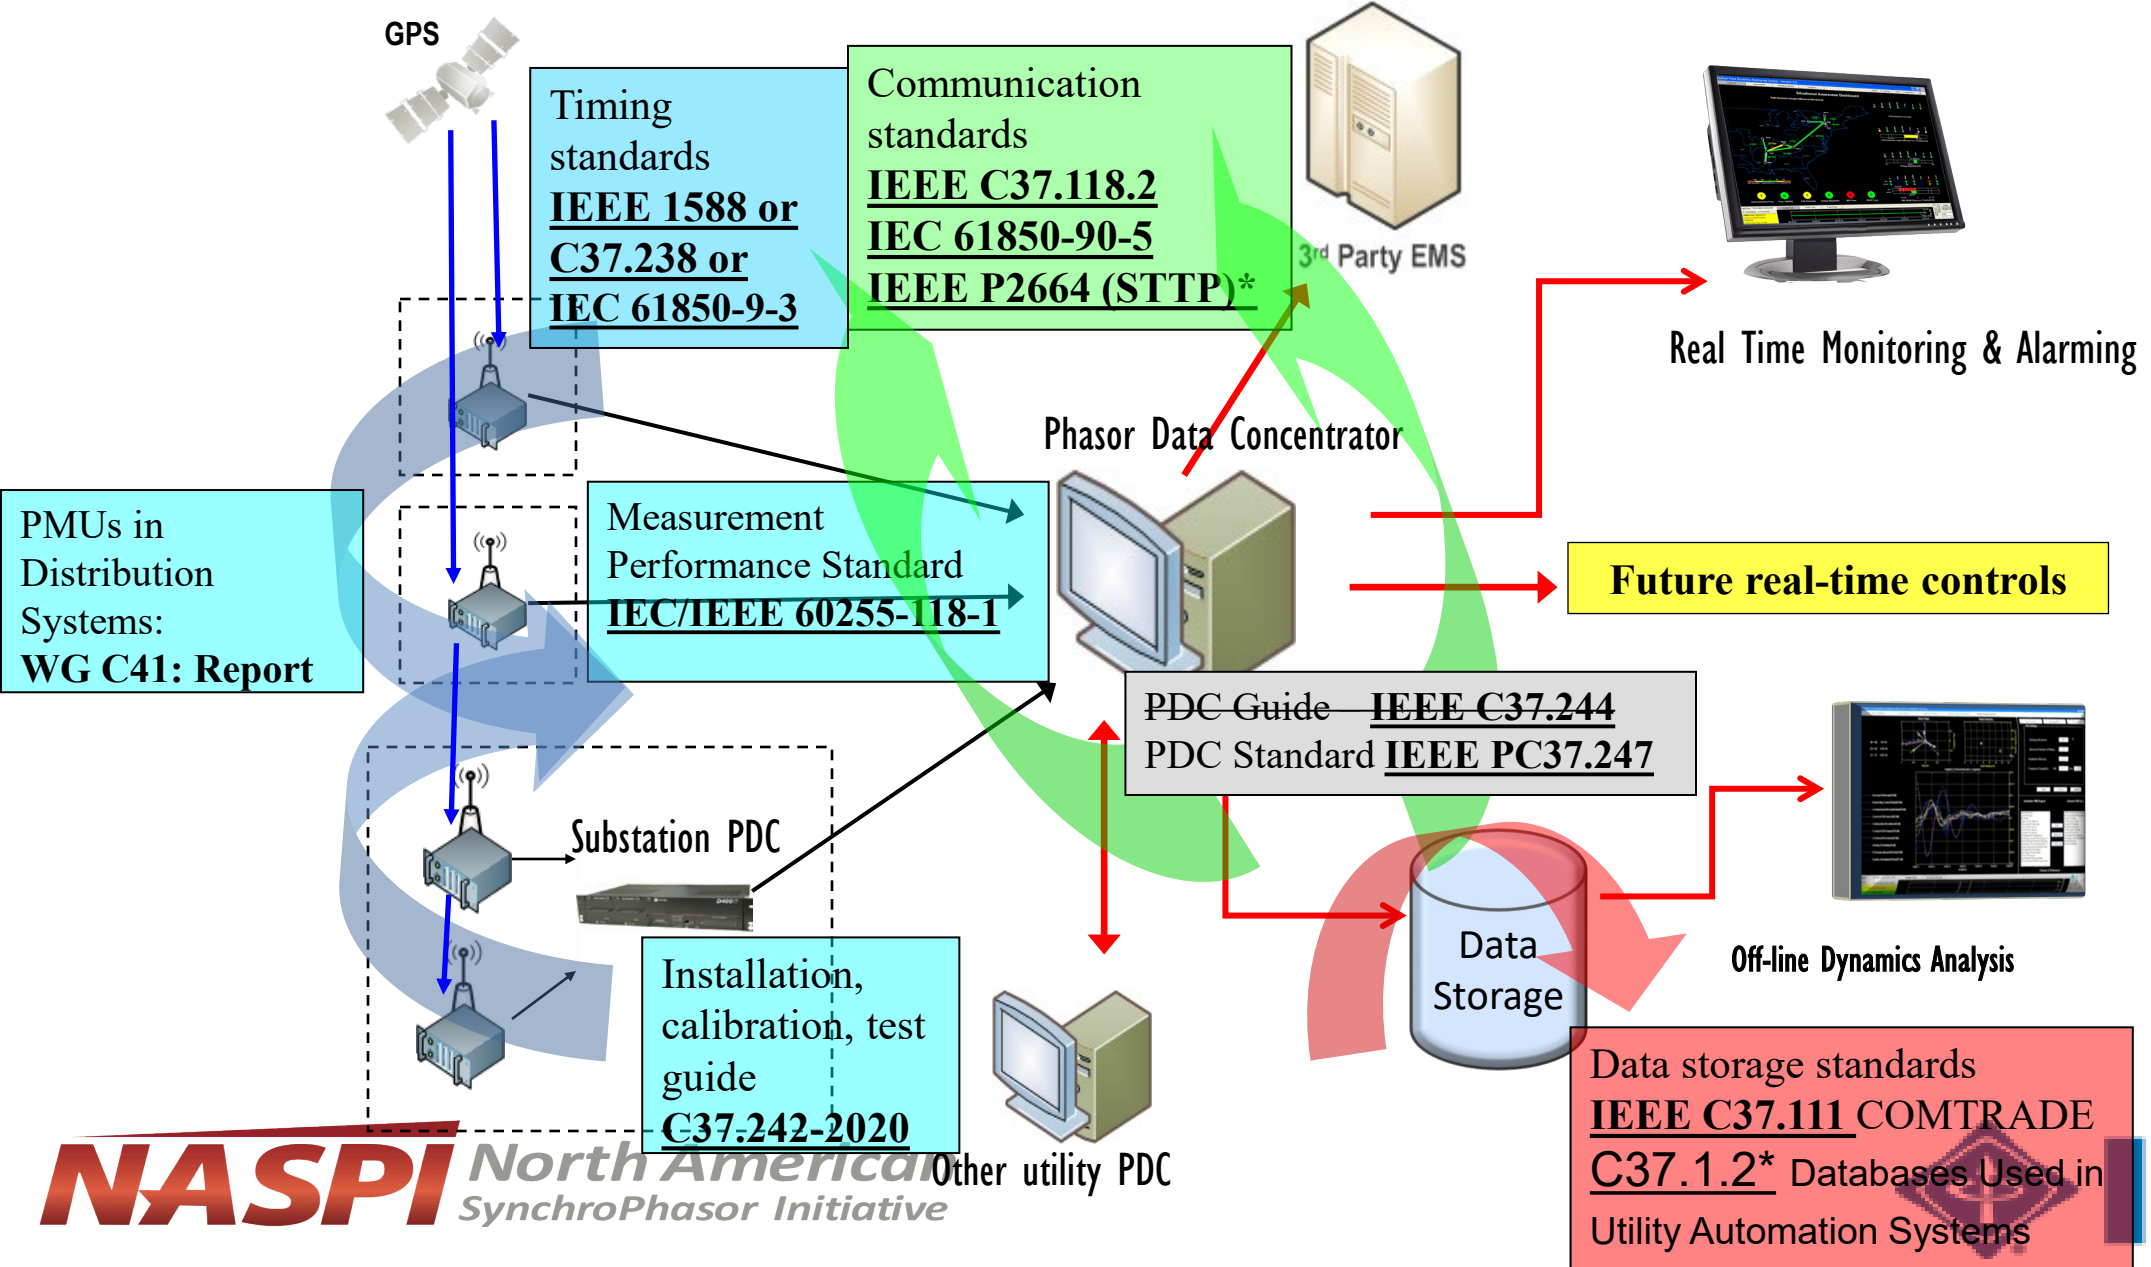 GPS
Timing
standards
IEEE 1588 or
C37.238 or
IEC 61850-9-3
Communication
standards
IEEE C37.118.2
IEC 61850-90-5
IEEE P2664 (STTP)*
3rd Party EMS
Real Time Monitoring & Alarming
Phasor Data Concentrator
PMUs in
Distribution
Systems:
WG C41: Report
Measurement
Performance Standard
IEC/IEEE 60255-118-1
Future real-time controls
PDC Guide – IEEE C37.244
PDC Standard IEEE PC37.247
Substation PDC
Data
Storage
Off-line Dynamics Analysis
Installation,
calibration, test
guide
C37.242-2020
Other utility PDC
Data storage standards
IEEE C37.111 COMTRADE
C37.1.2* Databases Used in
Utility Automation Systems
NASPI North American
SynchroPhasor Initiative